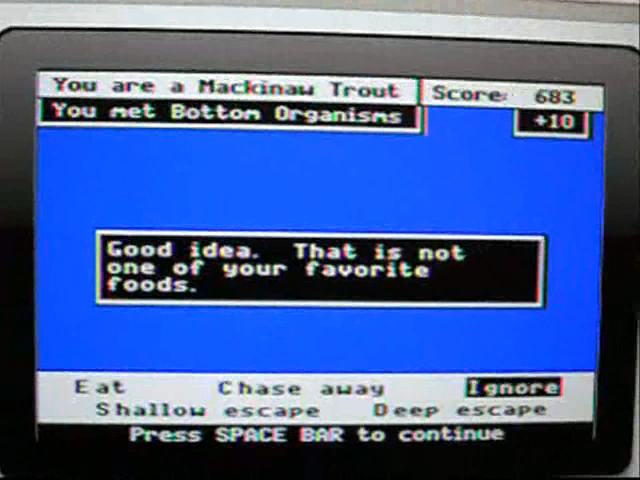 You are a Mackinaw Trout Score: 683
You met Bottom Organisms +10
Good idea. That is not
one of your favorite
foods.
Eat Chase away Ignore
Shallow escape Deep escape
Press SPACE BAR to continue